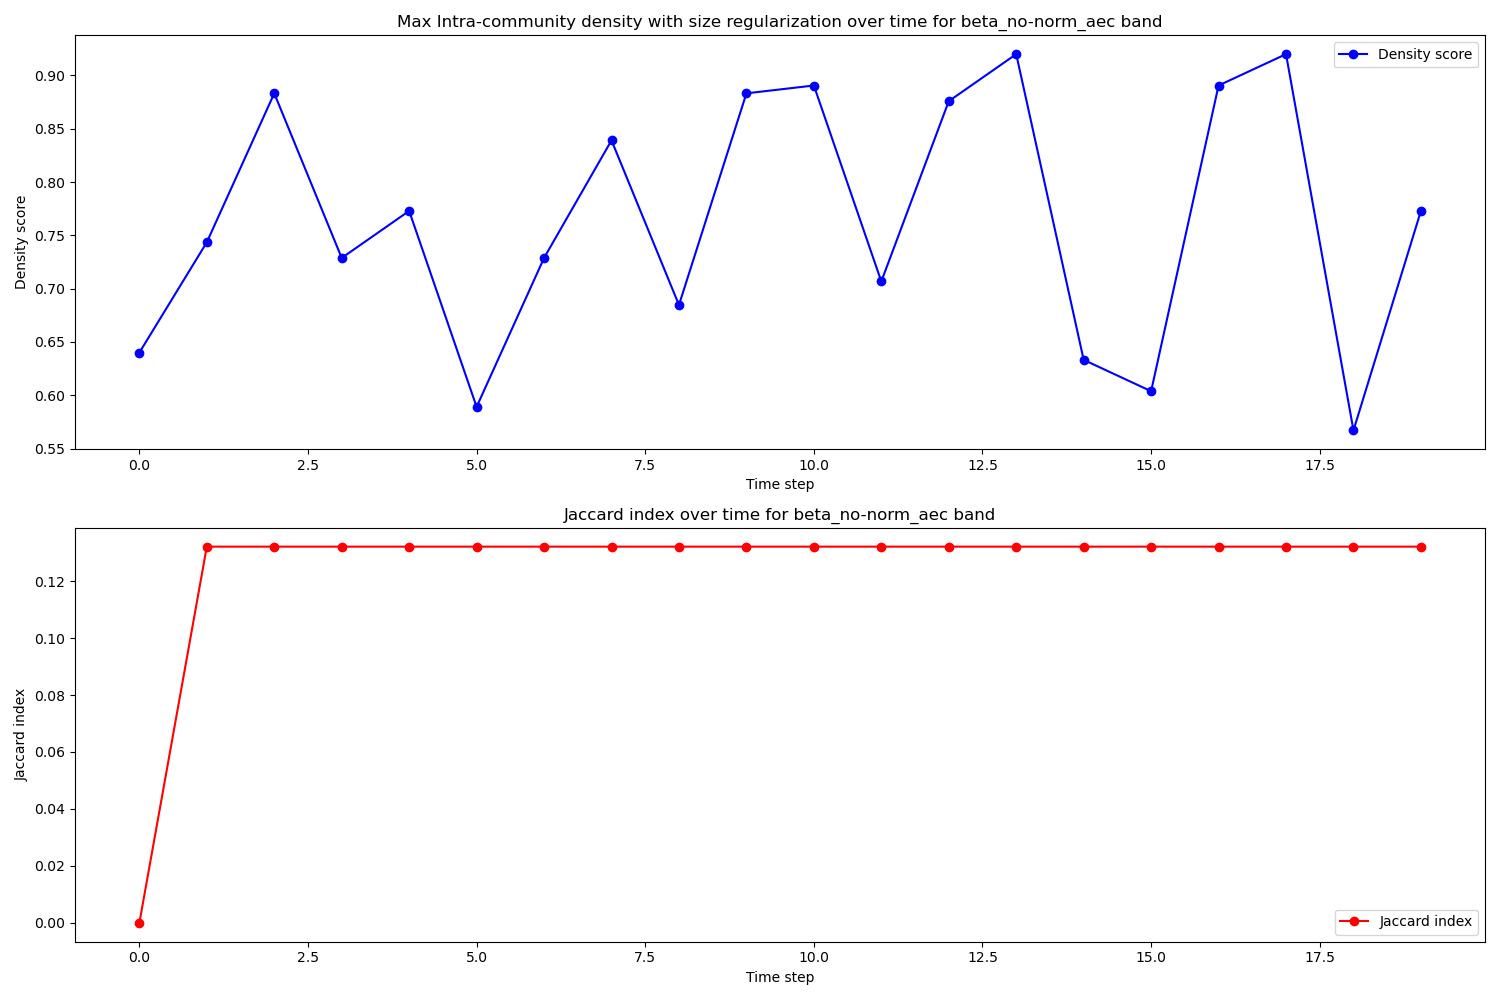 Max Intra-community density with size regularization over time for beta_no-norm_aec band
Density score
0.90
0.85
0.80
0.75
0.70
0.65
0.60
0.55
Density score
0.0 2.5 5.0 7.5 10.0 12.5 15.0 17.5
Time step
Jaccard index over time for beta_no-norm_aec band
0.12
0.10
0.08
0.06
0.04
0.02
0.00
Jaccard index
Jaccard index
0.0 2.5 5.0 7.5 10.0 12.5 15.0 17.5
Time step